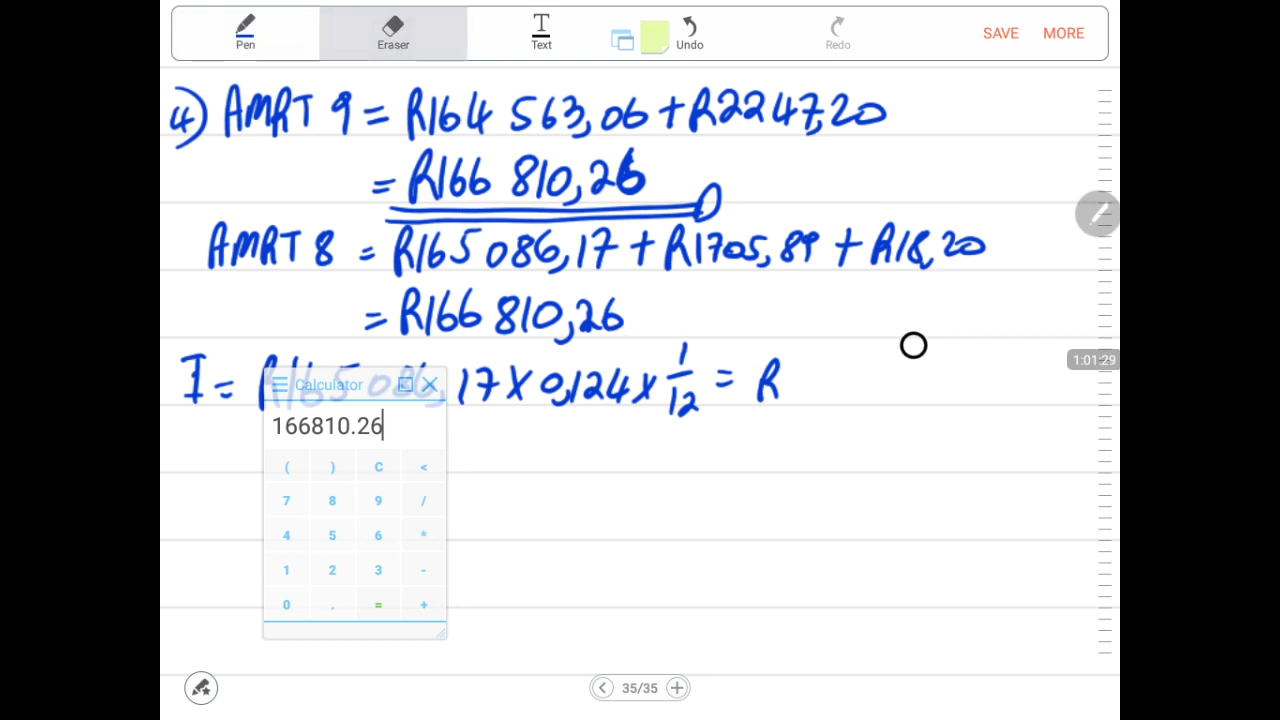 Pen Eraser Text Undo Redo SAVE MORE
4) AMRT 9 = R164 563,06 + R2247,20
= R166 810,26
AMRT 8 = R165 086,17 + R1705,89 + R18,20
= R166 810,26
1:01:29
I = R165 086,17 X 0,124 x 1/12 = R
Calculator
166810.26
( ) C <
7 8 9 /
4 5 6 *
1 2 3 -
0 . = +
35/35